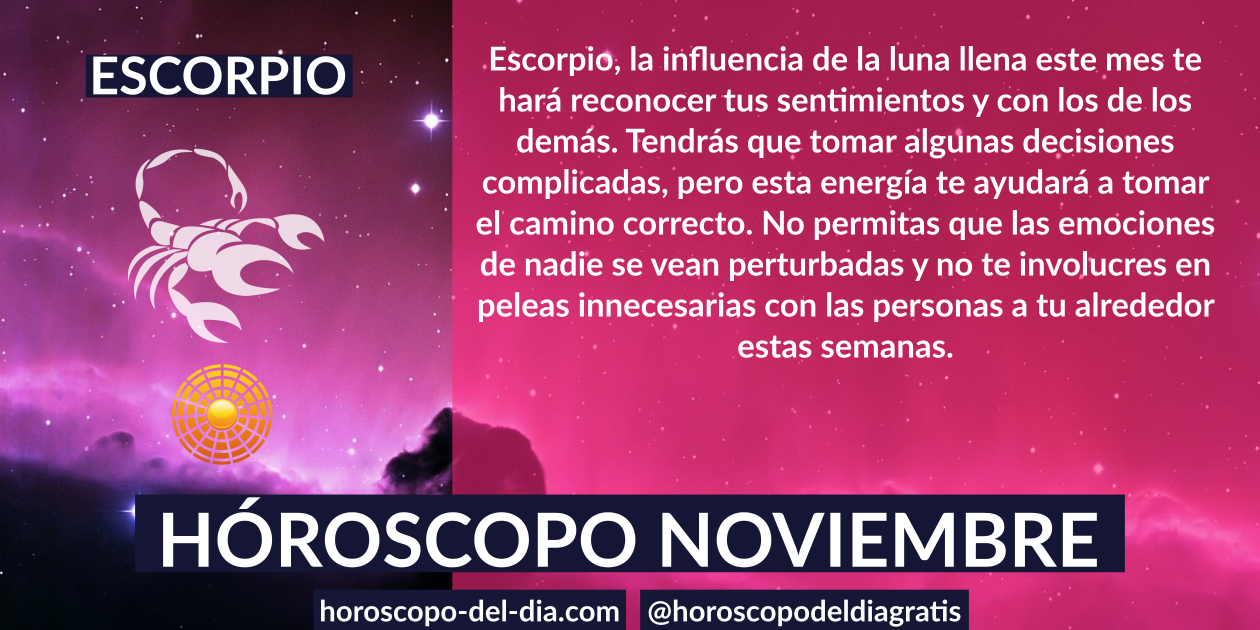 ESCORPIO
Escorpio, la influencia de la luna llena este mes te
hará reconocer tus sentimientos y con los de los
demás. Tendrás que tomar algunas decisiones
complicadas, pero esta energía te ayudará a tomar
el camino correcto. No permitas que las emociones
de nadie se vean perturbadas y no te involucres en
peleas innecesarias con las personas a tu alrededor
estas semanas.
HÓROSCOPO NOVIEMBRE
horoscopo-del-dia.com
@horoscopodeldiagratis